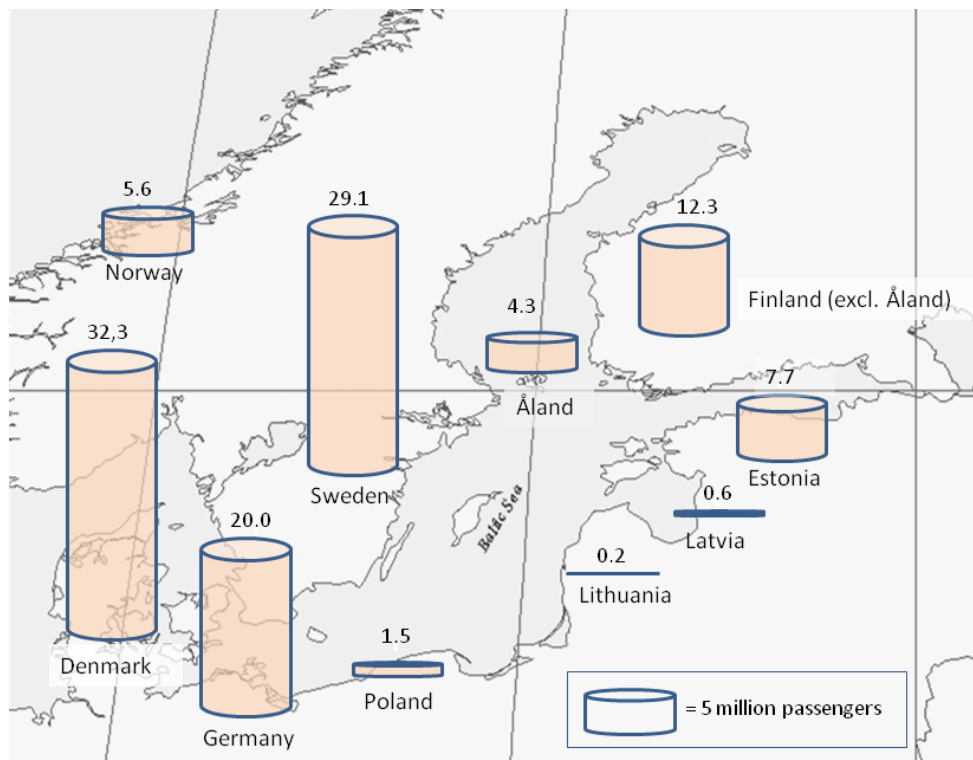 5.6
Norway
29.1
Sweden
12.3
Finland (excl. Åland)
4.3
Åland
32,3
Denmark
7.7
Estonia
20.0
Germany
Baltic Sea
0.6
Latvia
0.2
Lithuania
1.5
Poland
= 5 million passengers